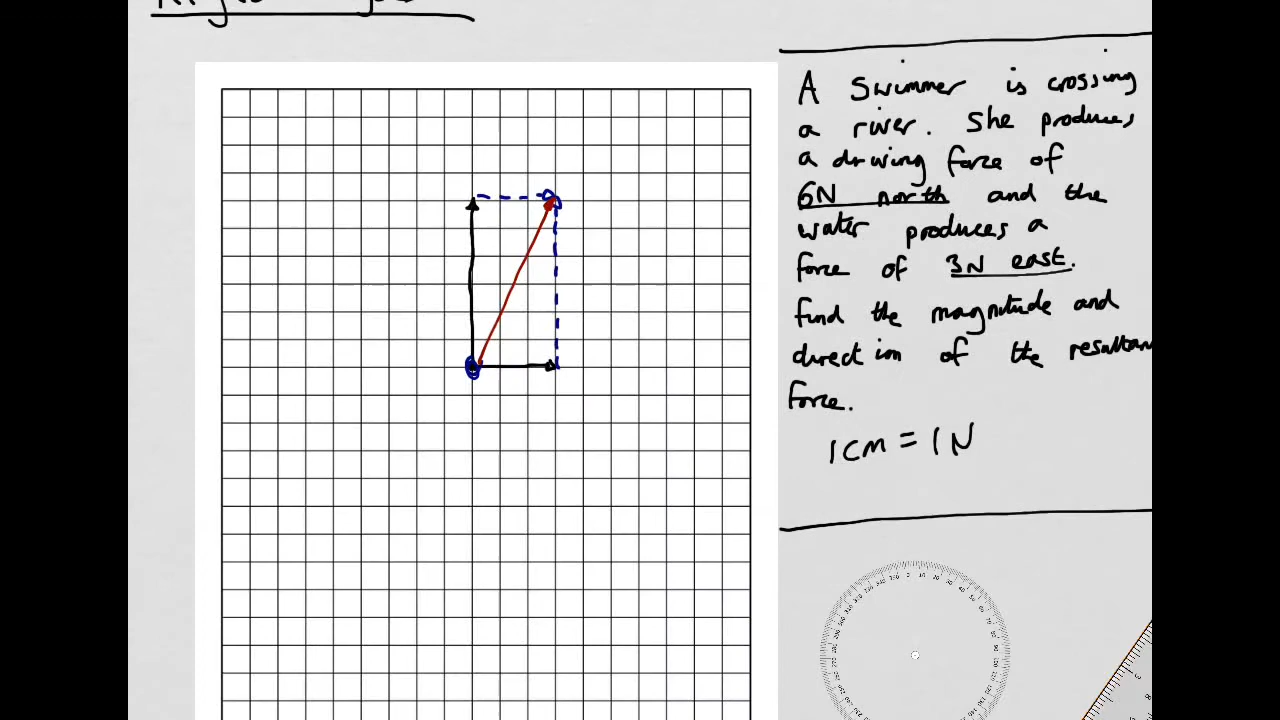 A swimmer is crossing
a river. She produces
a driving force of
6N north and the
water produces a
force of 3N east.
find the magnitude and
direction of the resultan
force.
1cm = 1N